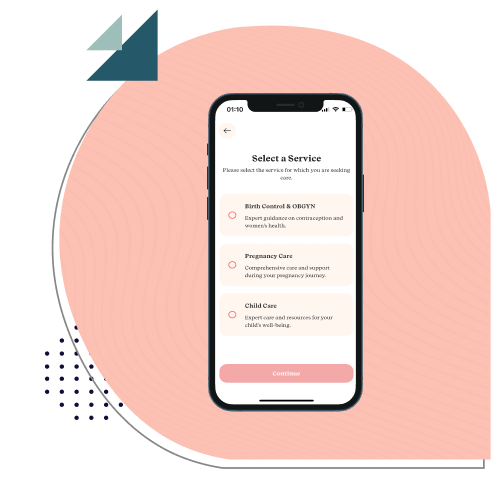 01:10
Select a Service
Please select the service for which you are seeking
care.
Birth Control & OBGYN
Expert guidance on contraception and
women's health.
Pregnancy Care
Comprehensive care and support
during your pregnancy journey.
Child Care
Expert care and resources for your
child's well-being.
Continue